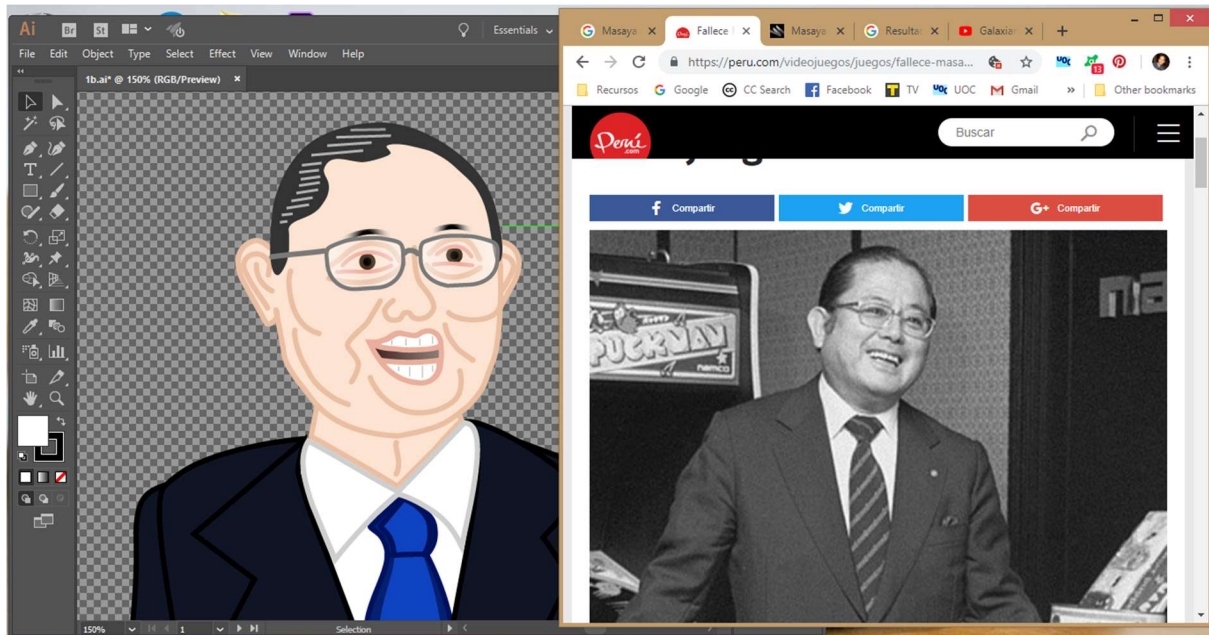 Ai Br St Essentials
File Edit Object Type Select Effect View Window Help
1b.ai* @ 150% (RGB/Preview) ×
150% 1 Selection
Masaya Fallece Masaya Resulta Galaxia
https://peru.com/videojuegos/juegos/fallece-masa...
13
Recursos Google CC Search Facebook TV UOC Gmail » Other bookmarks
Perú.com Buscar
Compartir Compartir G+ Compartir
PUCKMAN
namco